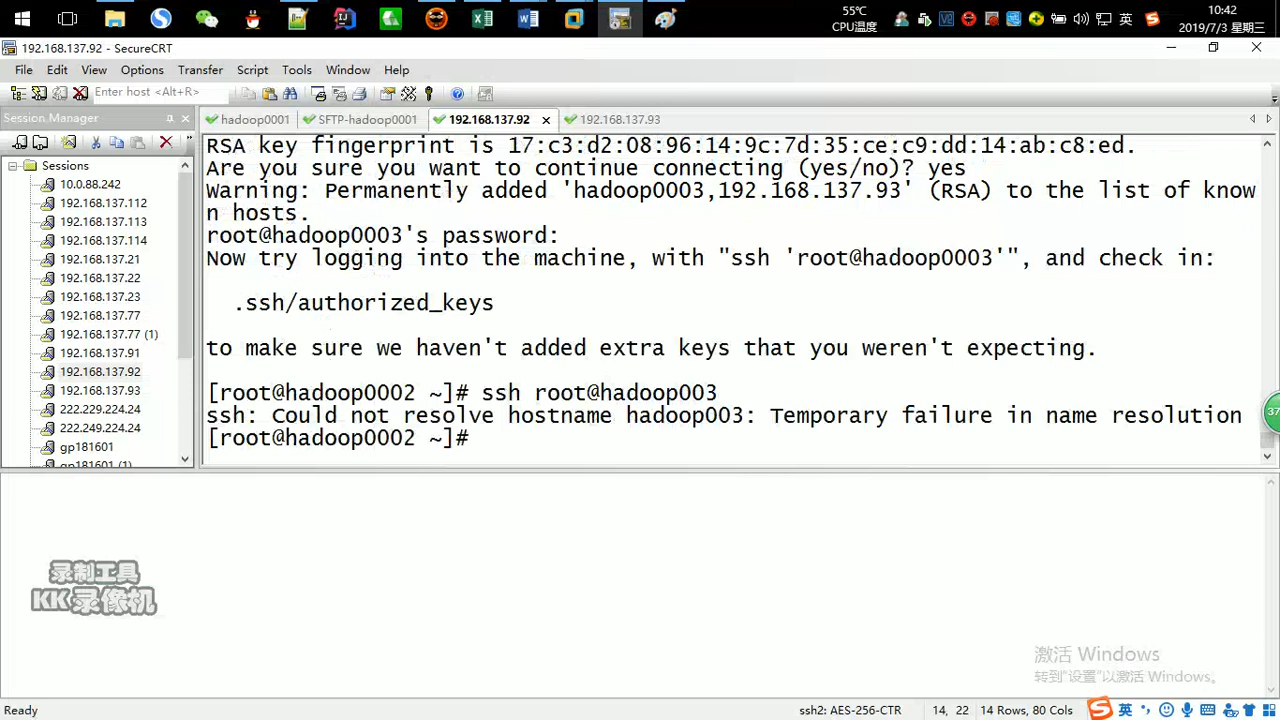 55℃
CPU温度
英
10:42
2019/7/3 星期三
192.168.137.92 - SecureCRT
File Edit View Options Transfer Script Tools Window Help
Enter host <Alt+R>
Session Manager
hadoop0001 SFTP-hadoop0001 192.168.137.92 192.168.137.93
Sessions
10.0.88.242
192.168.137.112
192.168.137.113
192.168.137.114
192.168.137.21
192.168.137.22
192.168.137.23
192.168.137.77
192.168.137.77 (1)
192.168.137.91
192.168.137.92
192.168.137.93
222.229.224.24
222.249.224.24
gp181601
gp181601 (1)
RSA key fingerprint is 17:c3:d2:08:96:14:9c:7d:35:ce:c9:dd:14:ab:c8:ed.
Are you sure you want to continue connecting (yes/no)? yes
Warning: Permanently added 'hadoop0003,192.168.137.93' (RSA) to the list of know
n hosts.
root@hadoop0003's password:
Now try logging into the machine, with "ssh 'root@hadoop0003'", and check in:
.ssh/authorized_keys
to make sure we haven't added extra keys that you weren't expecting.
[root@hadoop0002 ~]# ssh root@hadoop003
ssh: Could not resolve hostname hadoop003: Temporary failure in name resolution
[root@hadoop0002 ~]#
37
录制工具
KK录像机
激活 Windows
转到"设置"以激活 Windows。
ssh2: AES-256-CTR 14, 22 14 Rows, 80 Cols
英